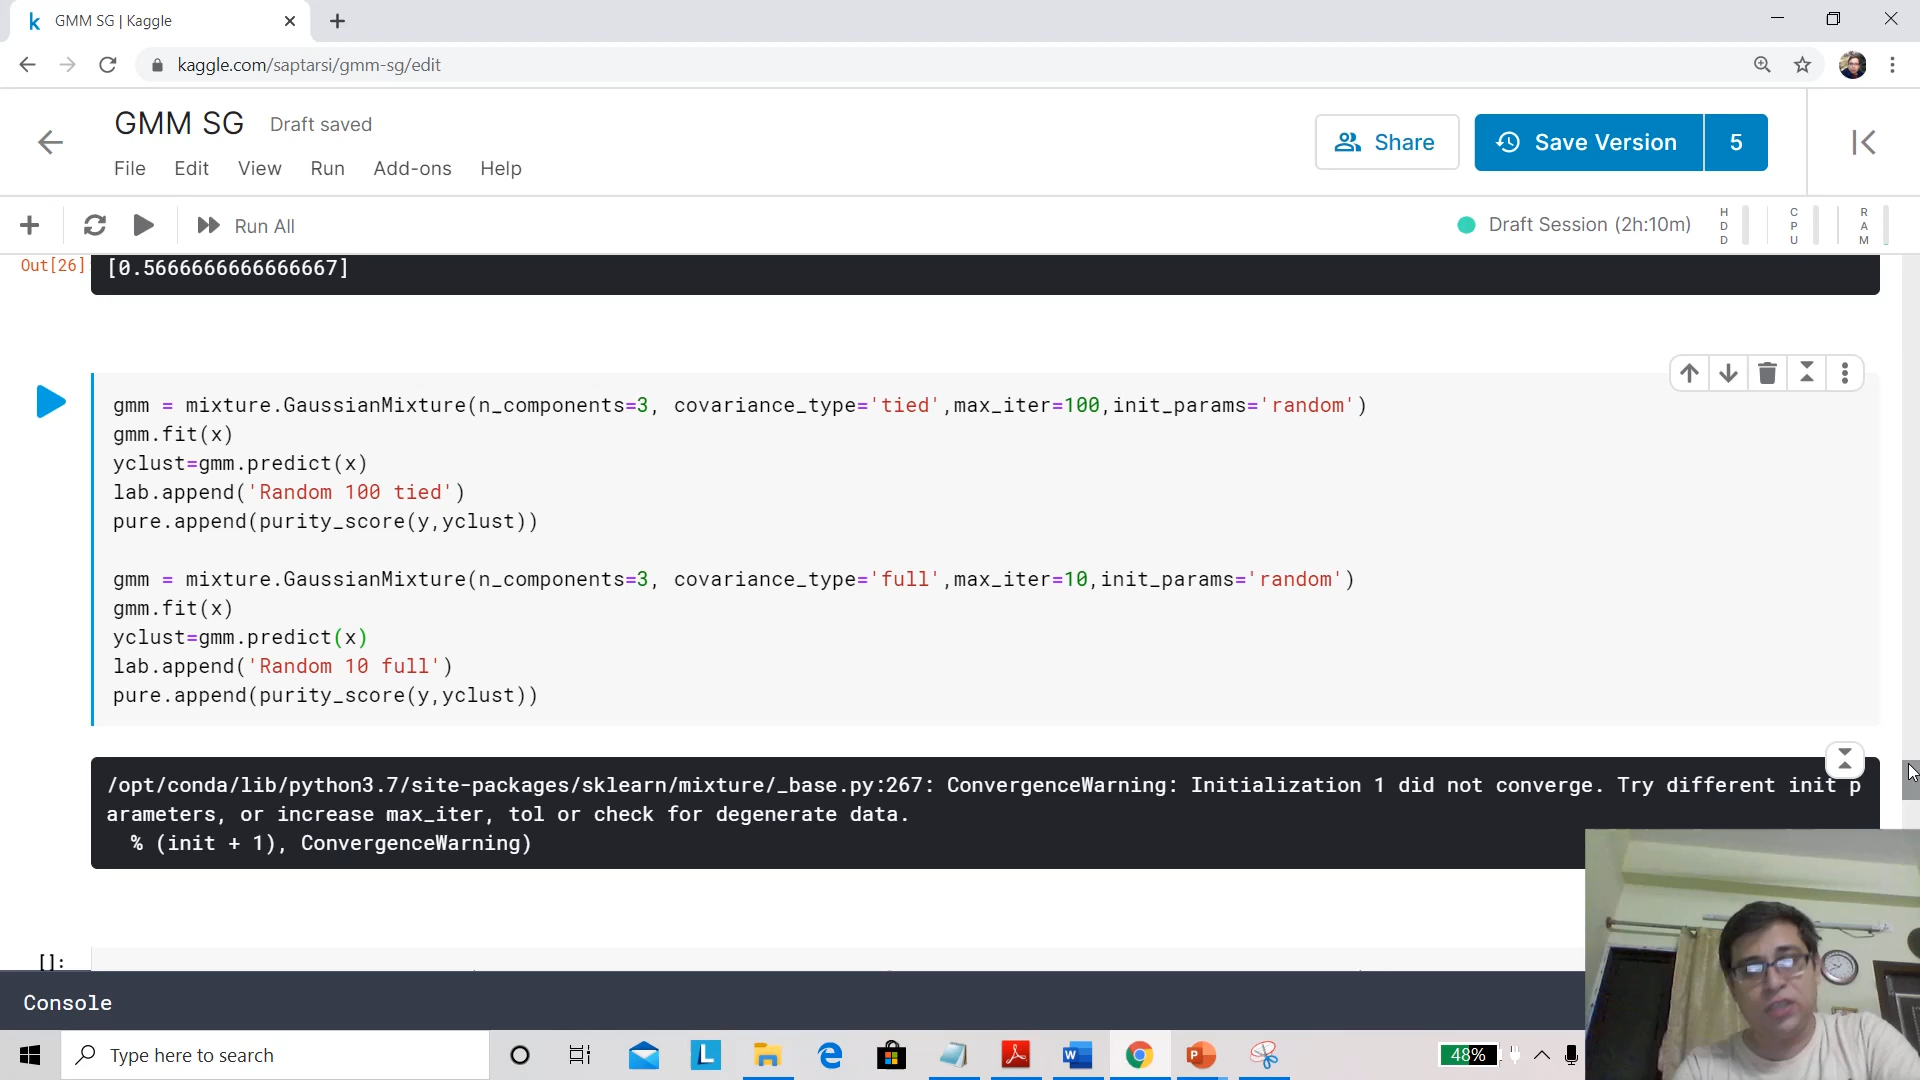 GMM SG | Kaggle
kaggle.com/saptarsi/gmm-sg/edit
GMM SG Draft saved
File Edit View Run Add-ons Help
Share
Save Version 5
Run All
Draft Session (2h:10m)
HDD
CPU
RAM
Out[26]:
[0.5666666666666667]
gmm = mixture.GaussianMixture(n_components=3, covariance_type='tied',max_iter=100,init_params='random')
gmm.fit(x)
yclust=gmm.predict(x)
lab.append('Random 100 tied')
pure.append(purity_score(y,yclust))
gmm = mixture.GaussianMixture(n_components=3, covariance_type='full',max_iter=10,init_params='random')
gmm.fit(x)
yclust=gmm.predict(x)
lab.append('Random 10 full')
pure.append(purity_score(y,yclust))
/opt/conda/lib/python3.7/site-packages/sklearn/mixture/_base.py:267: ConvergenceWarning: Initialization 1 did not converge. Try different init p
arameters, or increase max_iter, tol or check for degenerate data.
% (init + 1), ConvergenceWarning)
[]:
Console
Type here to search
48%